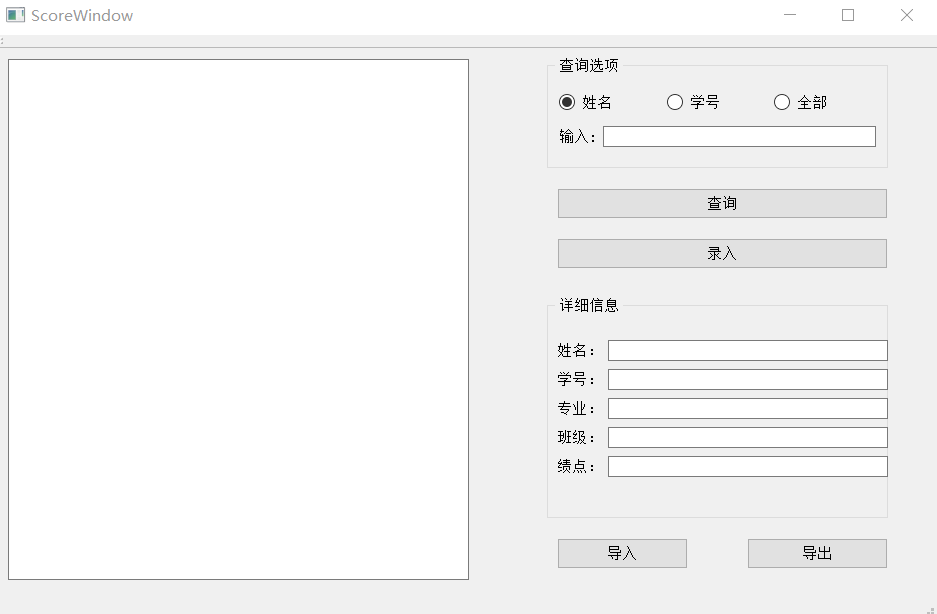 ScoreWindow
查询选项
姓名 学号 全部
输入：
查询
录入
详细信息
姓名：
学号：
专业：
班级：
绩点：
导入 导出